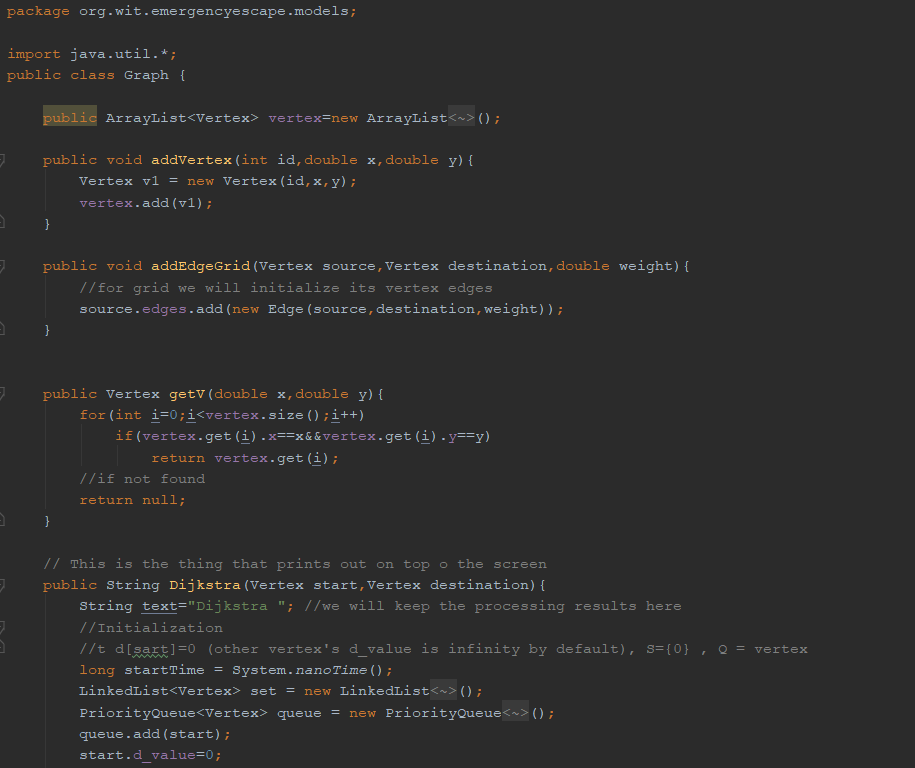 package org.wit.emergencyescape.models;
import java.util.*;
public class Graph {
public ArrayList<Vertex> vertex=new ArrayList<~>();
public void addVertex(int id,double x,double y){
Vertex v1 = new Vertex(id,x,y);
vertex.add(v1);
}
public void addEdgeGrid(Vertex source,Vertex destination,double weight){
//for grid we will initialize its vertex edges
source.edges.add(new Edge(source,destination,weight));
}
public Vertex getV(double x,double y){
for(int i=0;i<vertex.size();i++)
if(vertex.get(i).x==x&&vertex.get(i).y==y)
return vertex.get(i);
//if not found
return null;
}
// This is the thing that prints out on top o the screen
public String Dijkstra(Vertex start,Vertex destination){
String text="Dijkstra "; //we will keep the processing results here
//Initialization
//t d[sart]=0 (other vertex's d_value is infinity by default), S={0} , Q = vertex
long startTime = System.nanoTime();
LinkedList<Vertex> set = new LinkedList<~>();
PriorityQueue<Vertex> queue = new PriorityQueue<~>();
queue.add(start);
start.d_value=0;